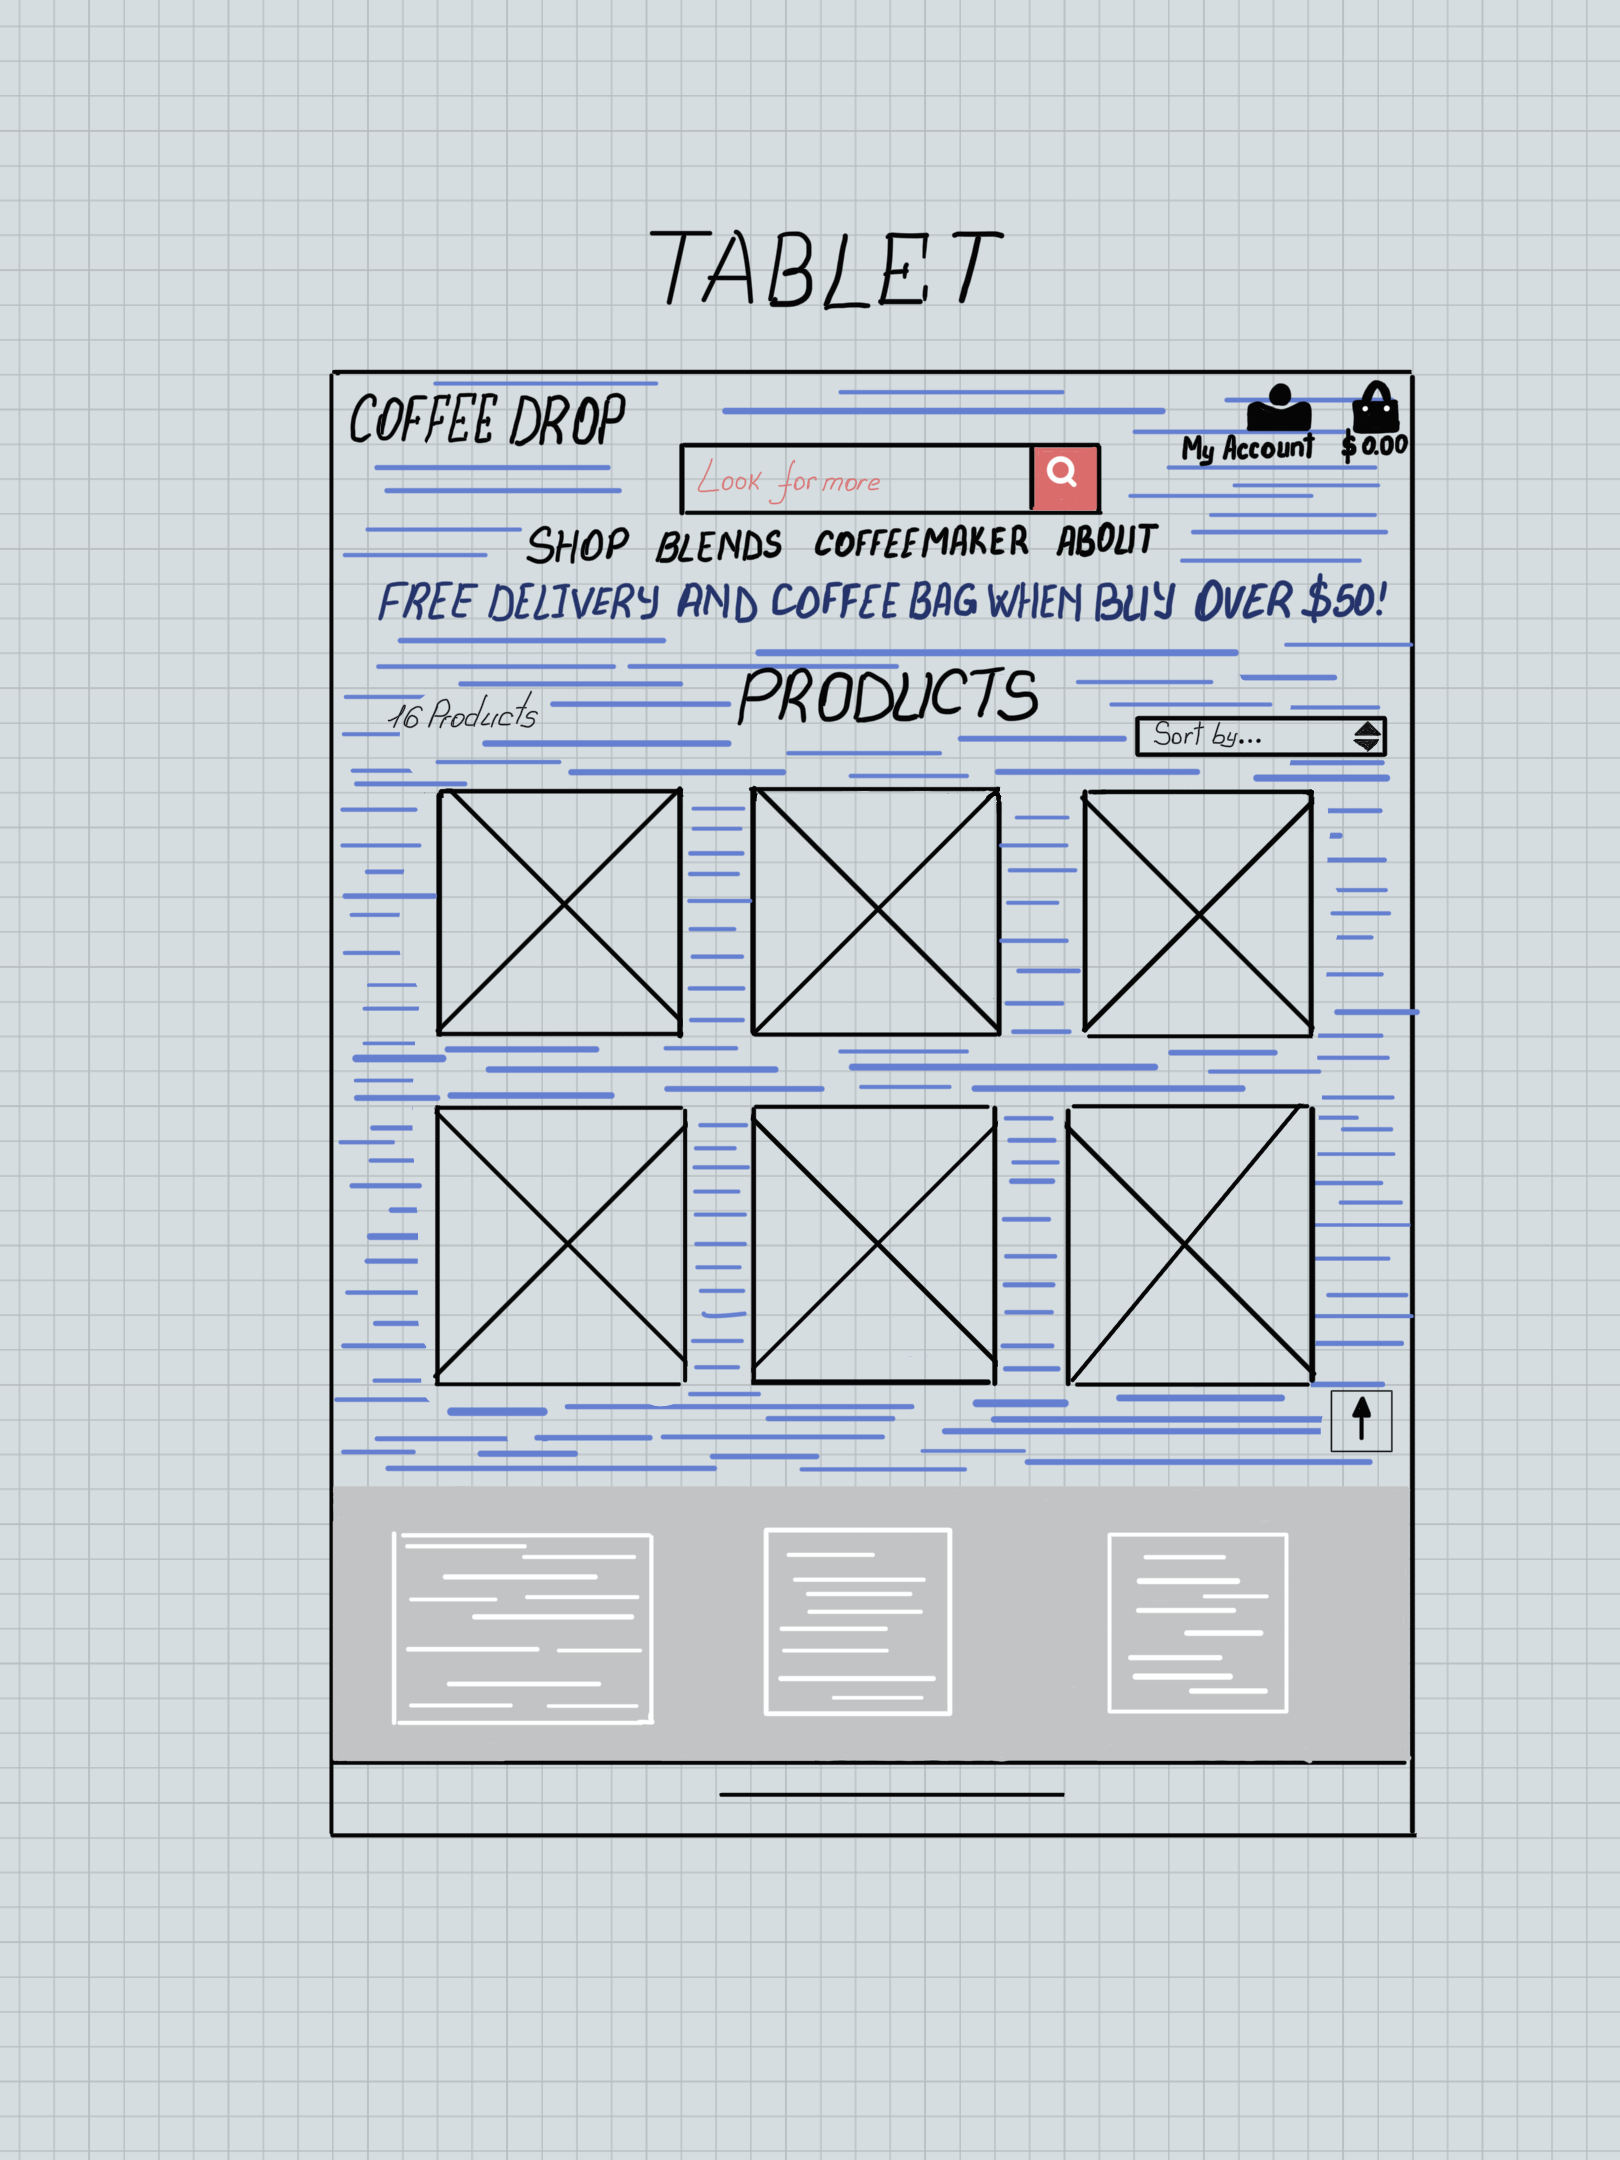 TABLET
COFFEE DROP
My Account $0.00
Look for more
SHOP BLENDS COFFEEMAKER ABOUT
FREE DELIVERY AND COFFEE BAG WHEN BUY OVER $50!
PRODUCTS
16 Products
Sort by...